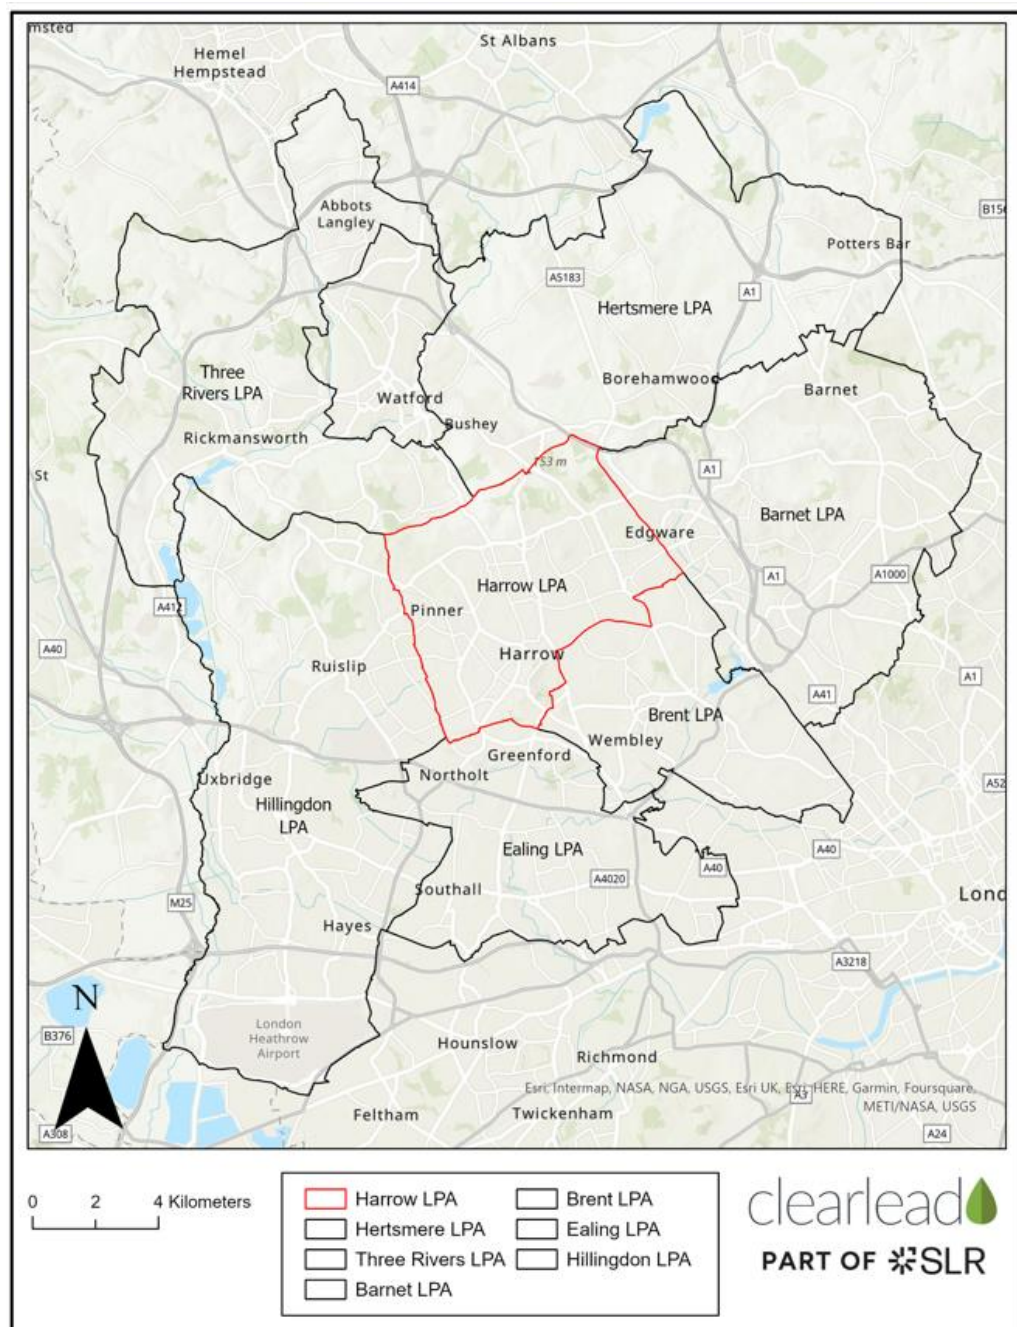 msted
Hemel
Hempstead
St Albans
A414
Abbots
Langley
B156
Potters Bar
A5183
A1
Hertsmere LPA
Three
Rivers LPA
Borehamwood
Barnet
Watford
Bushey
Rickmansworth
153 m
A1
St
Barnet LPA
Edgware
A1
A1000
Harrow LPA
A412
Pinner
A40
Harrow
Ruislip
A1
A41
Brent LPA
Wembley
Greenford
Northolt
Uxbridge
A52
Hillingdon
LPA
Ealing LPA
A40
A40
A4020
Southall
Lond
M25
Hayes
A3218
N
London
Heathrow
Airport
B376
Hounslow
Richmond
Esri, Intermap, NASA, NGA, USGS, Esri UK, Esri, HERE, Garmin, Foursquare,
METI/NASA, USGS
A3
Feltham
Twickenham
A308
A24
0 2 4 Kilometers
Harrow LPA
Hertsmere LPA
Three Rivers LPA
Barnet LPA
Brent LPA
Ealing LPA
Hillingdon LPA
clearlead
PART OF SLR